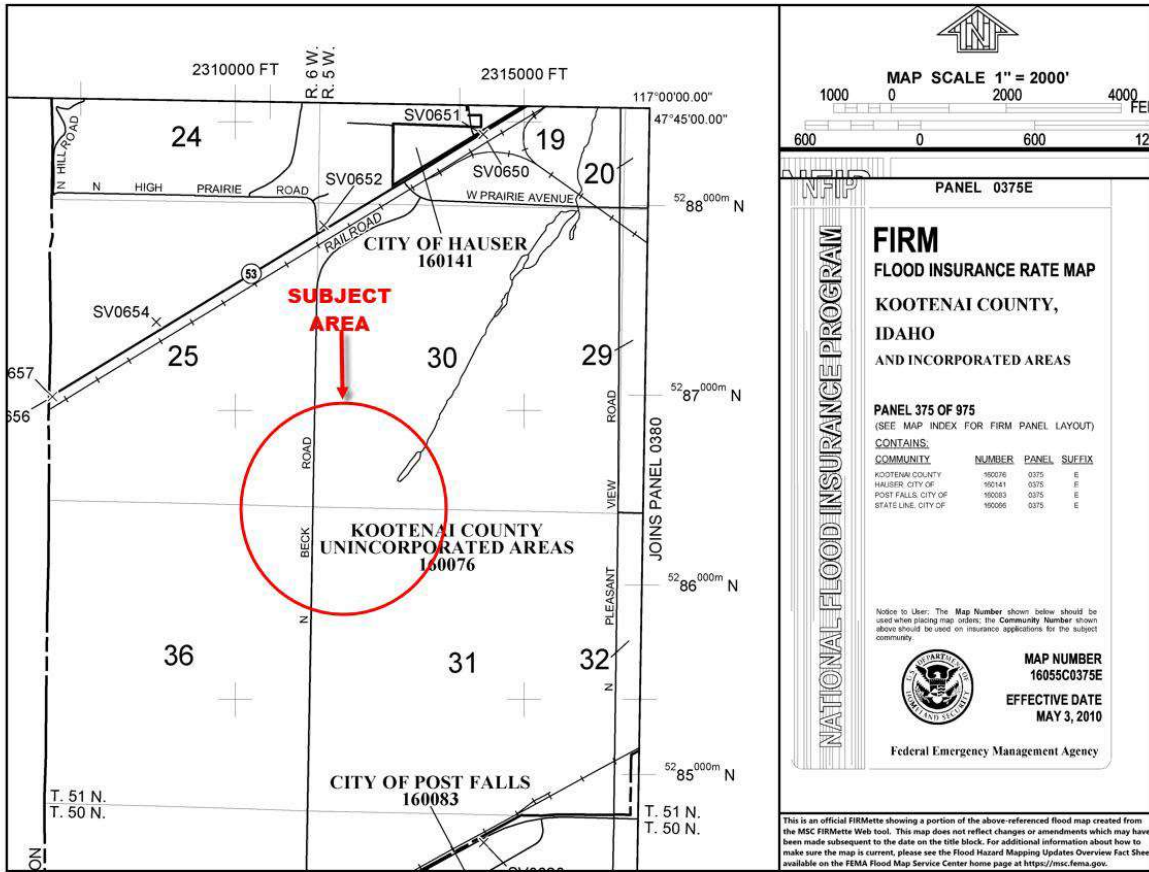 2310000 FT
R. 6 W.
R. 5 W.
2315000 FT
117°00'00.00"
47°45'00.00"
N HILL ROAD
24
SV0651
19
SV0650
20
N HIGH PRAIRIE ROAD
SV0652
W PRAIRIE AVENUE
5288000m N
RAILROAD
CITY OF HAUSER
160141
53
SUBJECT
AREA
SV0654
25
30
29
657
656
5287000m N
ROAD
ROAD
JOINS PANEL 0380
VIEW
KOOTENAI COUNTY
UNINCORPORATED AREAS
160076
BECK
5286000m N
PLEASANT
N
36
31
32
N
5285000m N
CITY OF POST FALLS
160083
T. 51 N.
T. 50 N.
T. 51 N.
T. 50 N.
ON
N
MAP SCALE 1" = 2000'
1000 0 2000 4000
FEE
600 0 600 12
NFIP
PANEL 0375E
NATIONAL FLOOD INSURANCE PROGRAM
FIRM
FLOOD INSURANCE RATE MAP
KOOTENAI COUNTY,
IDAHO
AND INCORPORATED AREAS
PANEL 375 OF 975
(SEE MAP INDEX FOR FIRM PANEL LAYOUT)
CONTAINS:
COMMUNITY NUMBER PANEL SUFFIX
KOOTENAI COUNTY 160076 0375 E
HAUSER, CITY OF 160141 0375 E
POST FALLS, CITY OF 160083 0375 E
STATE LINE, CITY OF 0375 E
Notice to User: The Map Number shown below should be
used when placing map orders; the Community Number shown
above should be used on insurance applications for the subject
community.
U.S. DEPARTMENT OF
HOMELAND SECURITY
MAP NUMBER
16055C0375E
EFFECTIVE DATE
MAY 3, 2010
Federal Emergency Management Agency
This is an official FIRMette showing a portion of the above-referenced flood map created from
the MSC FIRMette Web tool. This map does not reflect changes or amendments which may have
been made subsequent to the date on the title block. For additional information about how to
make sure the map is current, please see the Flood Hazard Mapping Updates Overview Fact Shee
available on the FEMA Flood Map Service Center home page at https://msc.fema.gov.